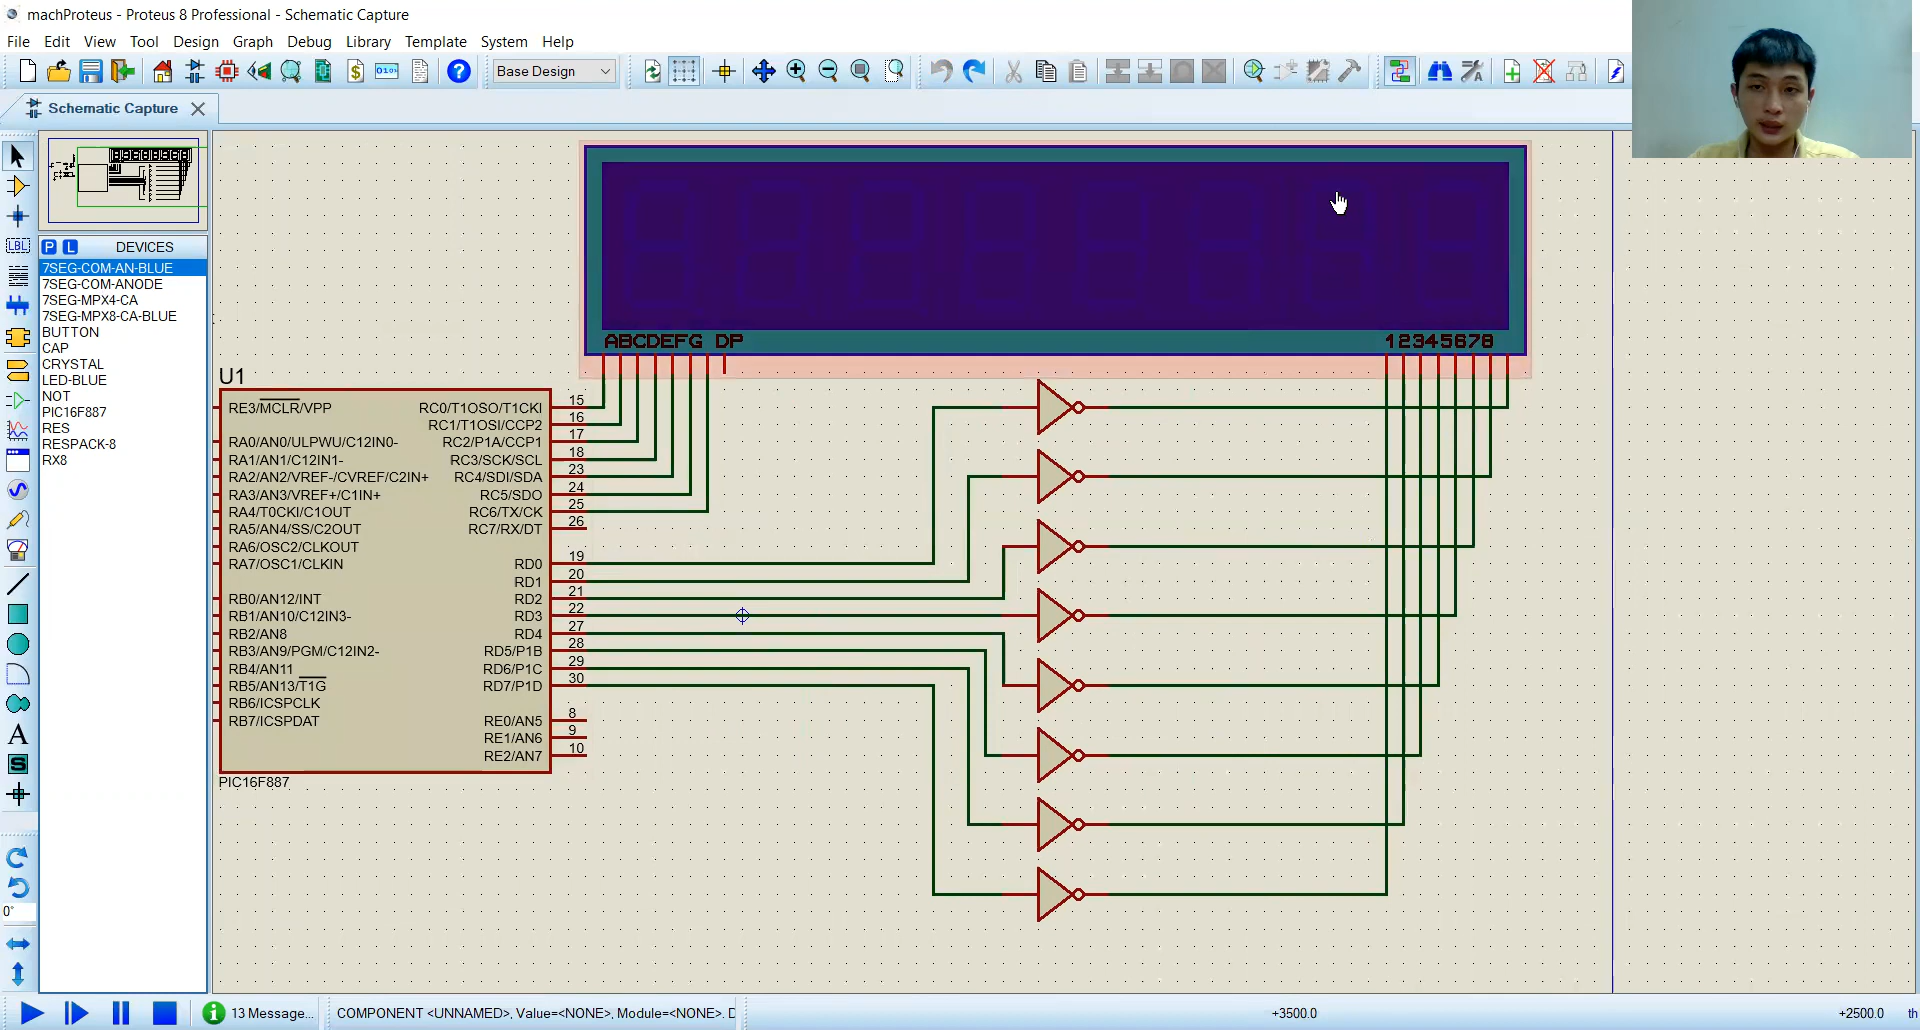 machProteus - Proteus 8 Professional - Schematic Capture
File Edit View Tool Design Graph Debug Library Template System Help
Base Design
Schematic Capture
P L DEVICES
7SEG-COM-AN-BLUE
7SEG-COM-ANODE
7SEG-MPX4-CA
7SEG-MPX8-CA-BLUE
BUTTON
CAP
CRYSTAL
LED-BLUE
NOT
PIC16F887
RES
RESPACK-8
RX8
ABCDEFG DP
12345678
U1
RE3/MCLR/VPP
RA0/AN0/ULPWU/C12IN0-
RA1/AN1/C12IN1-
RA2/AN2/VREF-/CVREF/C2IN+
RA3/AN3/VREF+/C1IN+
RA4/T0CKI/C1OUT
RA5/AN4/SS/C2OUT
RA6/OSC2/CLKOUT
RA7/OSC1/CLKIN
RB0/AN12/INT
RB1/AN10/C12IN3-
RB2/AN8
RB3/AN9/PGM/C12IN2-
RB4/AN11
RB5/AN13/T1G
RB6/ICSPCLK
RB7/ICSPDAT
RC0/T1OSO/T1CKI 15
RC1/T1OSI/CCP2 16
RC2/P1A/CCP1 17
RC3/SCK/SCL 18
RC4/SDI/SDA 23
RC5/SDO 24
RC6/TX/CK 25
RC7/RX/DT 26
RD0 19
RD1 20
RD2 21
RD3 22
RD4 27
RD5/P1B 28
RD6/P1C 29
RD7/P1D 30
RE0/AN5 8
RE1/AN6 9
RE2/AN7 10
PIC16F887
LBL
A
S
0°
13 Message...
COMPONENT <UNNAMED>, Value=<NONE>, Module=<NONE>.
+3500.0
+2500.0 th